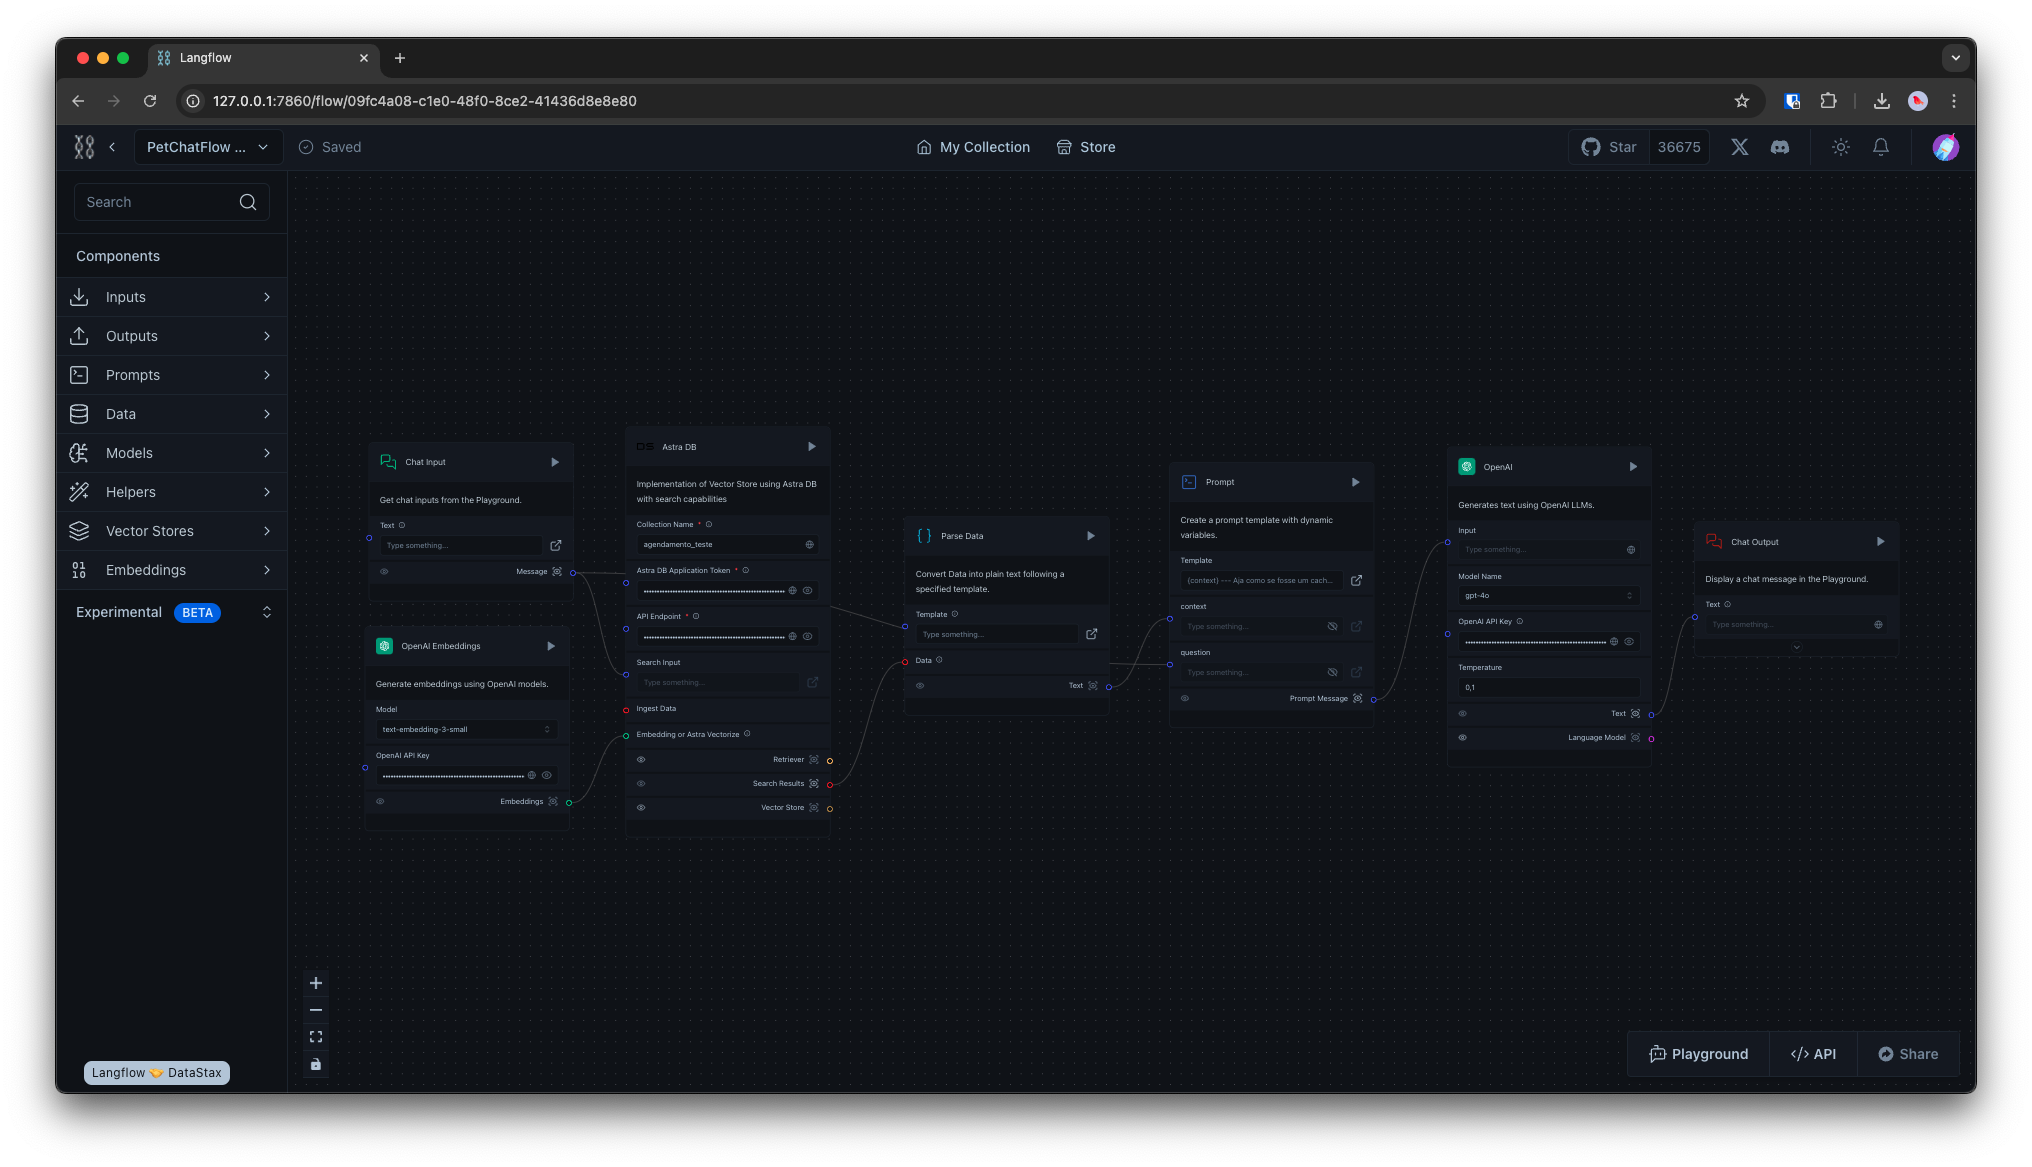 Langflow
127.0.0.1:7860/flow/09fc4a08-c1e0-48f0-8ce2-41436d8e8e80
PetChatFlow ...
Saved
My Collection
Store
Star
36675
Search
Components
Inputs
Outputs
Prompts
Data
Models
Helpers
Vector Stores
Embeddings
Experimental BETA
Langflow 🤝 DataStax
Chat Input
Get chat inputs from the Playground.
Text
Type something...
Message
OpenAI Embeddings
Generate embeddings using OpenAI models.
Model
text-embedding-3-small
OpenAI API Key
Embeddings
DS Astra DB
Implementation of Vector Store using Astra DB
with search capabilities
Collection Name *
agendamento_teste
Astra DB Application Token *
API Endpoint *
Search Input
Type something...
Ingest Data
Embedding or Astra Vectorize
Retriever
Search Results
Vector Store
{ } Parse Data
Convert Data into plain text following a
specified template.
Template
Type something...
Data
Text
Prompt
Create a prompt template with dynamic
variables.
Template
{context} --- Aja como se fosse um cach...
context
Type something...
question
Type something...
Prompt Message
OpenAI
Generates text using OpenAI LLMs.
Input
Type something...
Model Name
gpt-4o
OpenAI API Key
Temperature
0,1
Text
Language Model
Chat Output
Display a chat message in the Playground.
Text
Type something...
Playground
</> API
Share